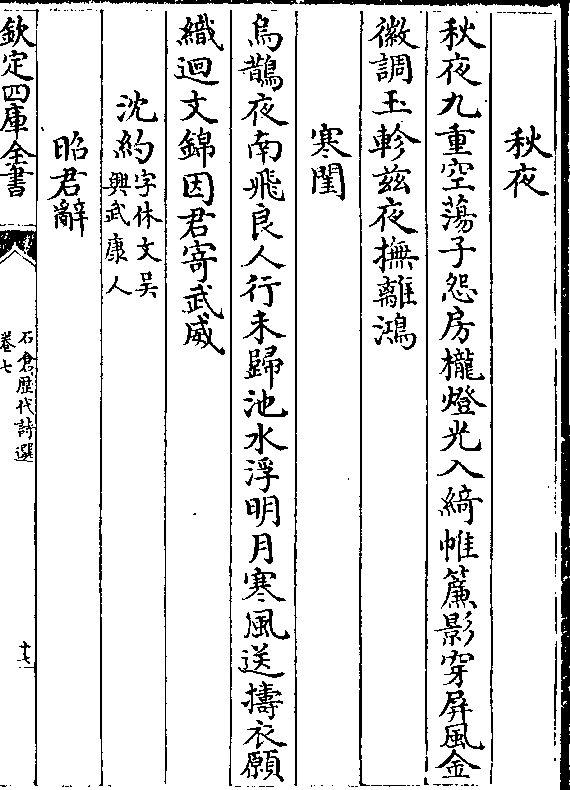 秋夜
秋夜九重空蕩子怨房櫳燈光入綺帷簾影穿屏風金
徽調玉軫兹夜撫離鴻
寒閨
烏鵲夜南飛良人行未歸池水浮明月寒風送擣衣願
織迴文錦因君寄武威
沈約字休文吳
興武康人
昭君辭
欽定四庫全書
石倉歷代詩選
卷七
十七